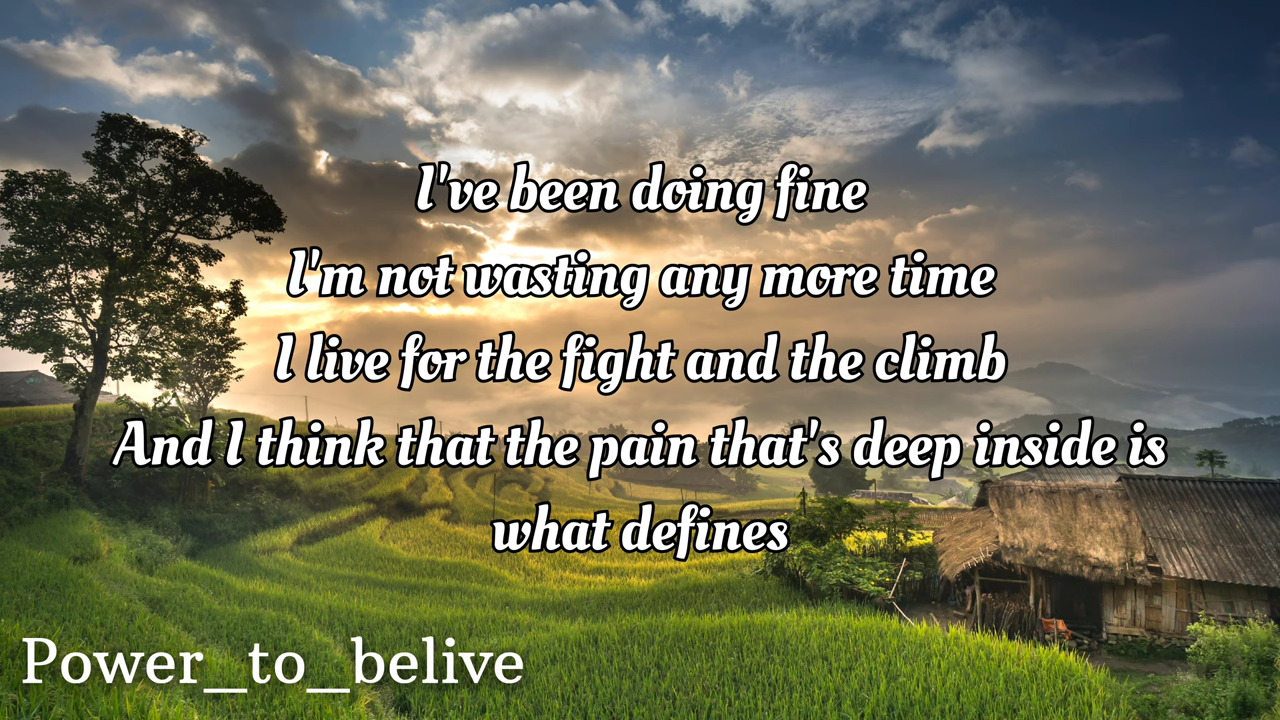 I've been doing fine
I'm not wasting any more time
I live for the fight and the climb
And I think that the pain that's deep inside is
what defines
Power_to_belive